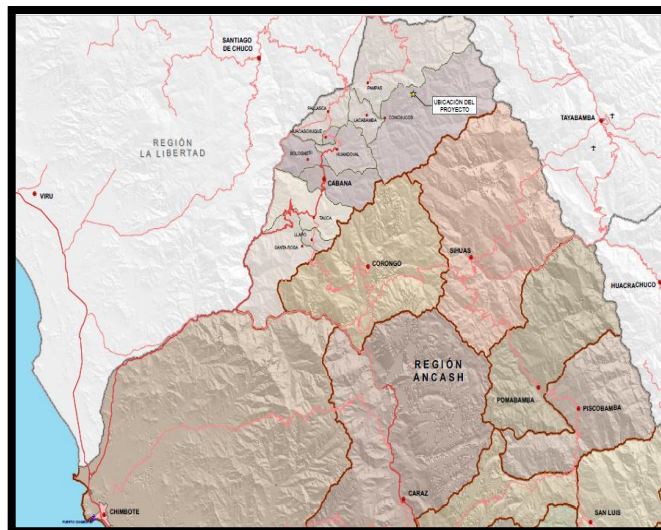 SANTIAGO
DE CHUCO
PAMPAS
UBICACIÓN DEL
PROYECTO
PALLASCA
LACABAMBA
CONCHUCOS
TAYABAMBA
HUACASCHUQUE
REGIÓN
LA LIBERTAD
HUANDOVAL
BOLOGNESI
CABANA
VIRU
TAUCA
LLAPO
SANTA ROSA
SIHUAS
CORONGO
HUACRACHUCO
REGIÓN
ANCASH
POMABAMBA
PISCOBAMBA
CARAZ
CHIMBOTE
SAN LUIS